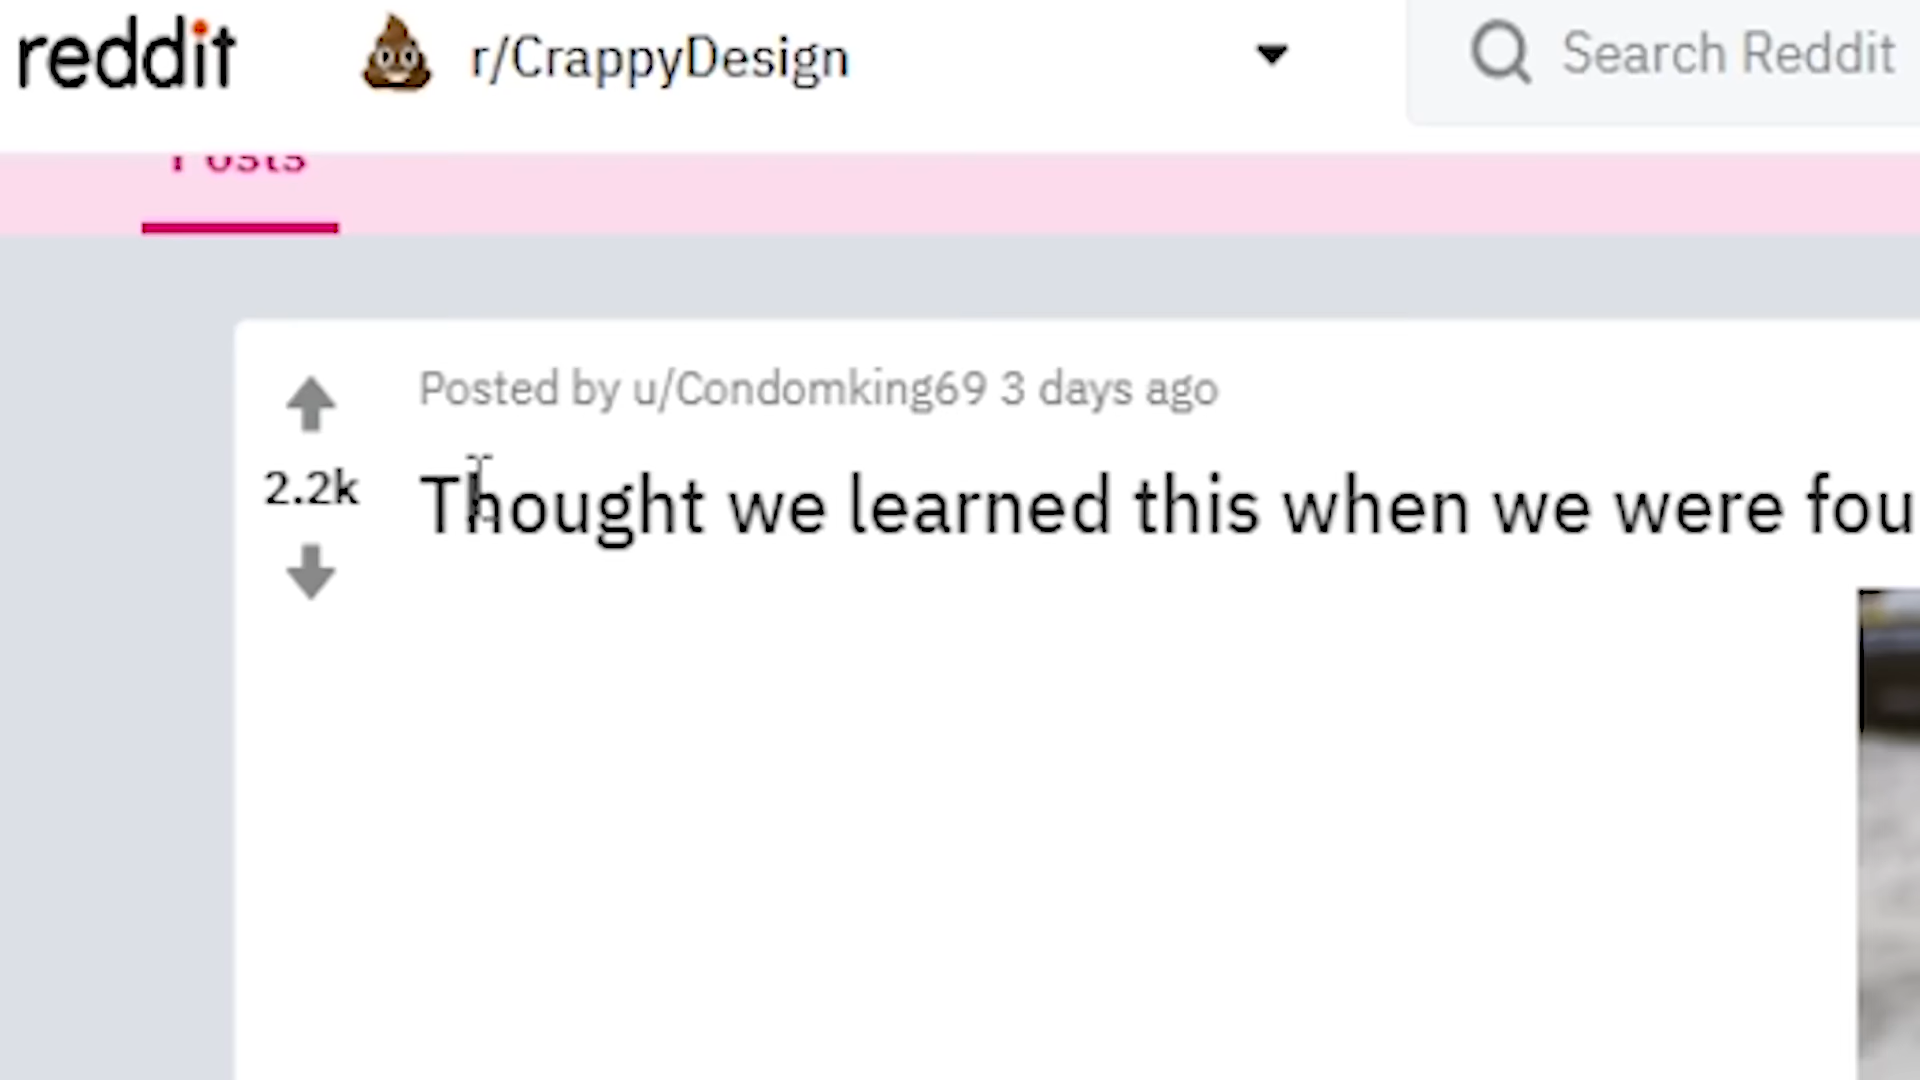 reddit
r/CrappyDesign
Search Reddit
Posts
Posted by u/Condomking69 3 days ago
2.2k
Thought we learned this when we were fou